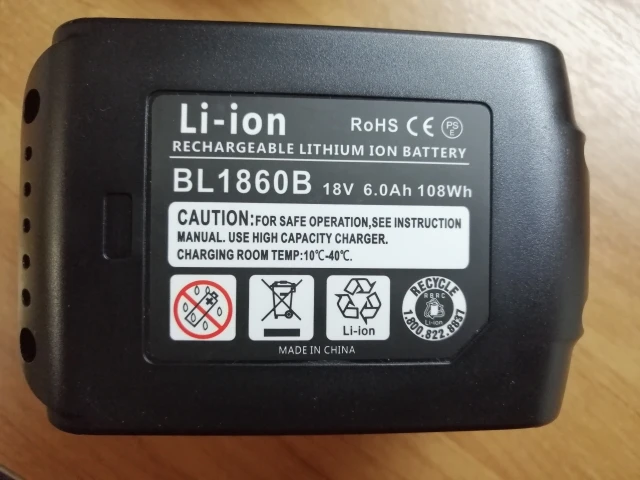 Li-ion RoHS CE PSE
RECHARGEABLE LITHIUM ION BATTERY
BL1860B 18V 6.0Ah 108Wh
CAUTION:FOR SAFE OPERATION,SEE INSTRUCTION
MANUAL. USE HIGH CAPACITY CHARGER.
CHARGING ROOM TEMP:10℃-40℃.
Li-ion
RECYCLE
RBRC
Li-ion
1.800.822.8837
MADE IN CHINA